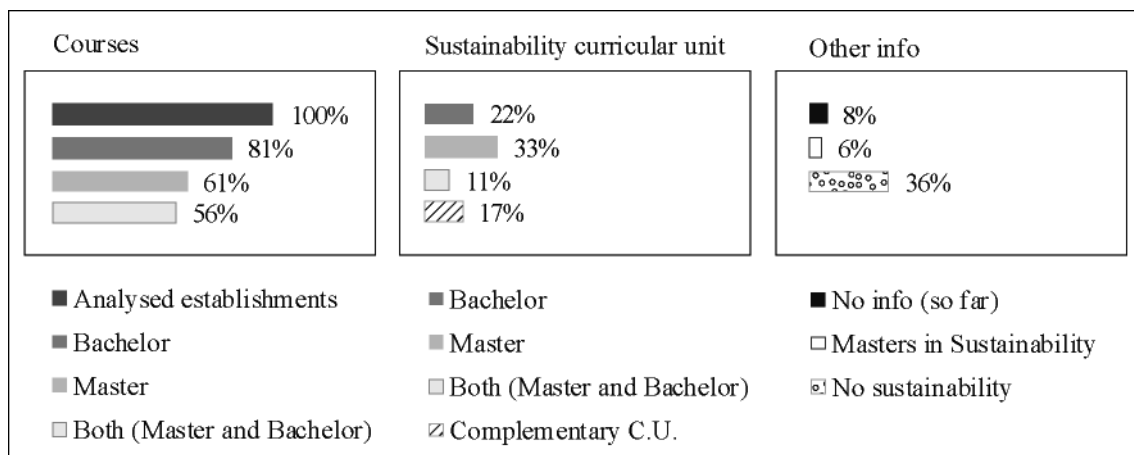 Courses
100%
81%
61%
56%
Analysed establishments
Bachelor
Master
Both (Master and Bachelor)
Sustainability curricular unit
22%
33%
11%
17%
Bachelor
Master
Both (Master and Bachelor)
Complementary C.U.
Other info
8%
6%
36%
No info (so far)
Masters in Sustainability
No sustainability